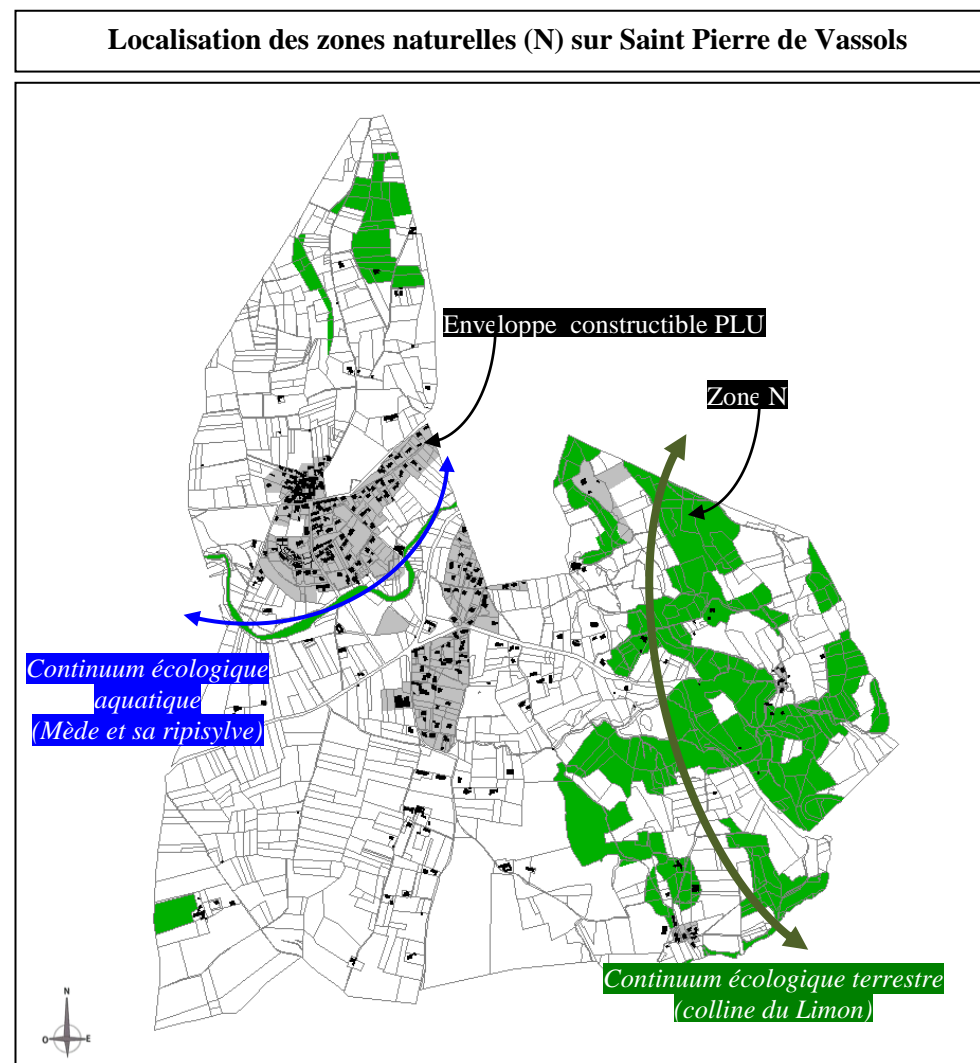 Localisation des zones naturelles (N) sur Saint Pierre de Vassols
Enveloppe constructible PLU
Zone N
Continuum écologique
aquatique
(Mède et sa ripisylve)
Continuum écologique terrestre
(colline du Limon)
N
O
E